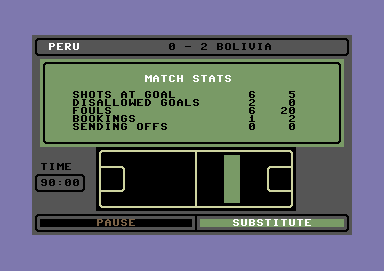 PERU 0 - 2 BOLIVIA
MATCH STATS
SHOTS AT GOAL 6 5
DISALLOWED GOALS 2 0
FOULS 6 20
BOOKINGS 1 2
SENDING OFFS 0 0
TIME
90:00
PAUSE SUBSTITUTE